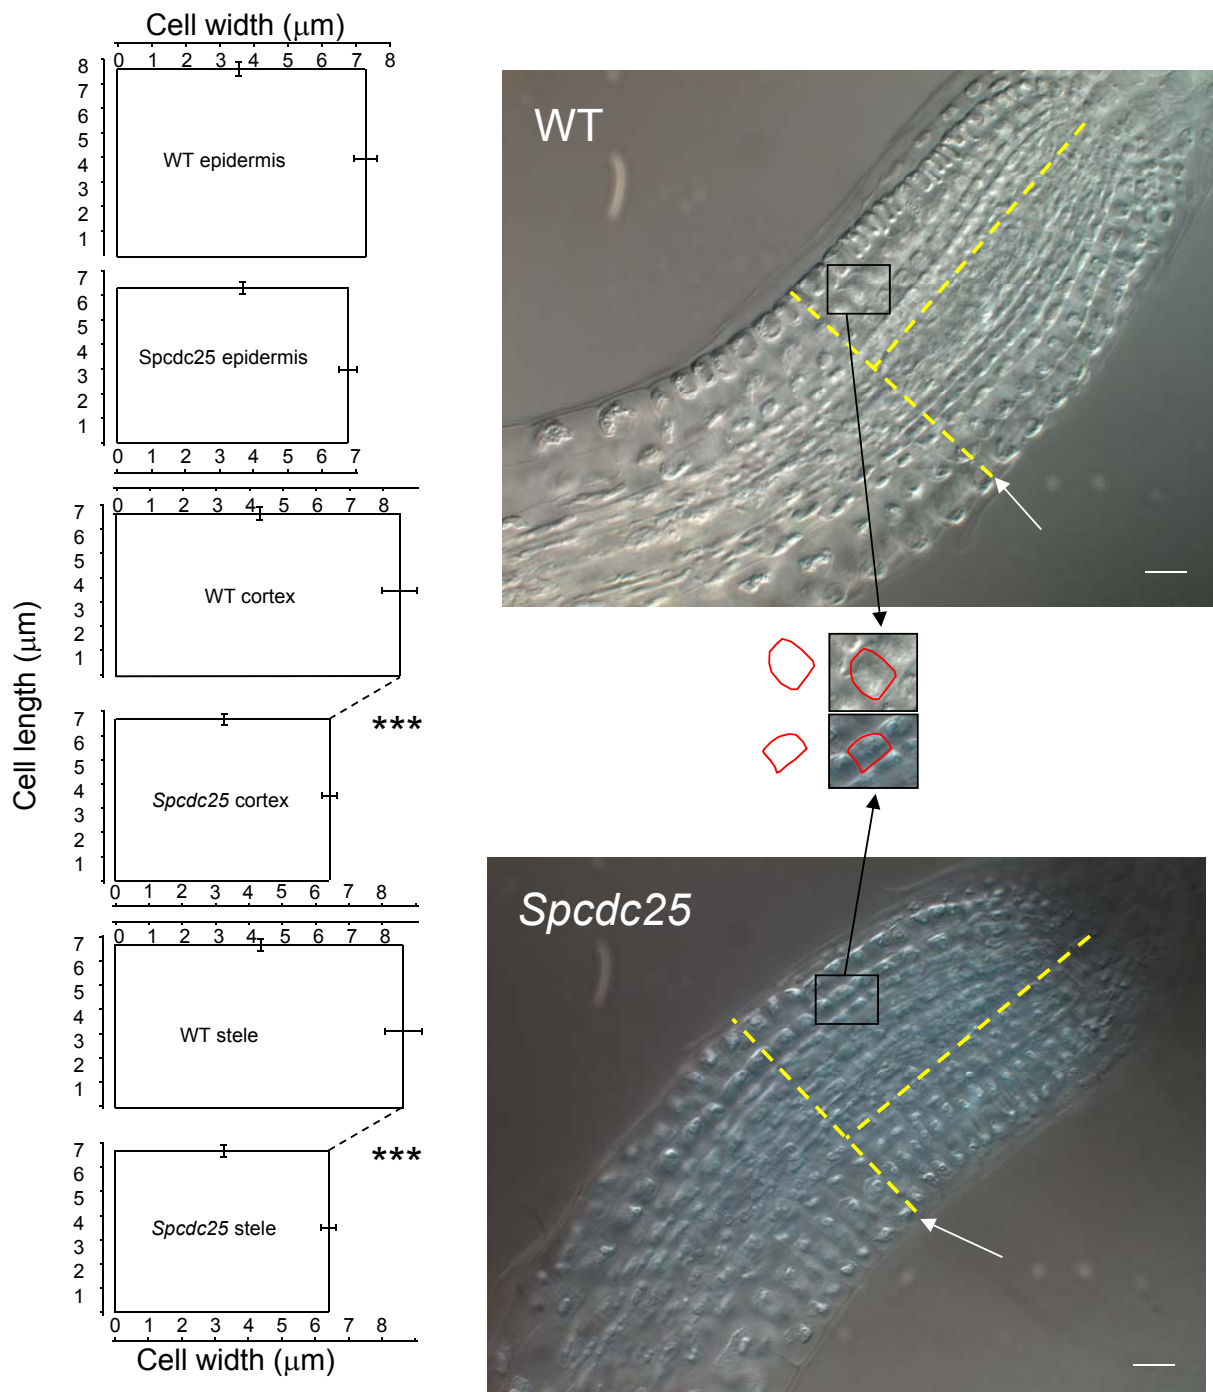 Cell width (μm)
0 1 2 3 4 5 6 7 8
8
7
6
5
4
3
2
1
WT epidermis
7
6
5
4
3
2
1
Spcdc25 epidermis
0 1 2 3 4 5 6 7
0 1 2 3 4 5 6 7 8
7
6
5
4
3
2
1
WT cortex
Cell length (μm)
***
7
6
5
4
3
2
1
Spcdc25 cortex
0 1 2 3 4 5 6 7 8
0 1 2 3 4 5 6 7 8
7
6
5
4
3
2
1
WT stele
***
7
6
5
4
3
2
1
Spcdc25 stele
0 1 2 3 4 5 6 7 8
Cell width (μm)
WT
Spcdc25